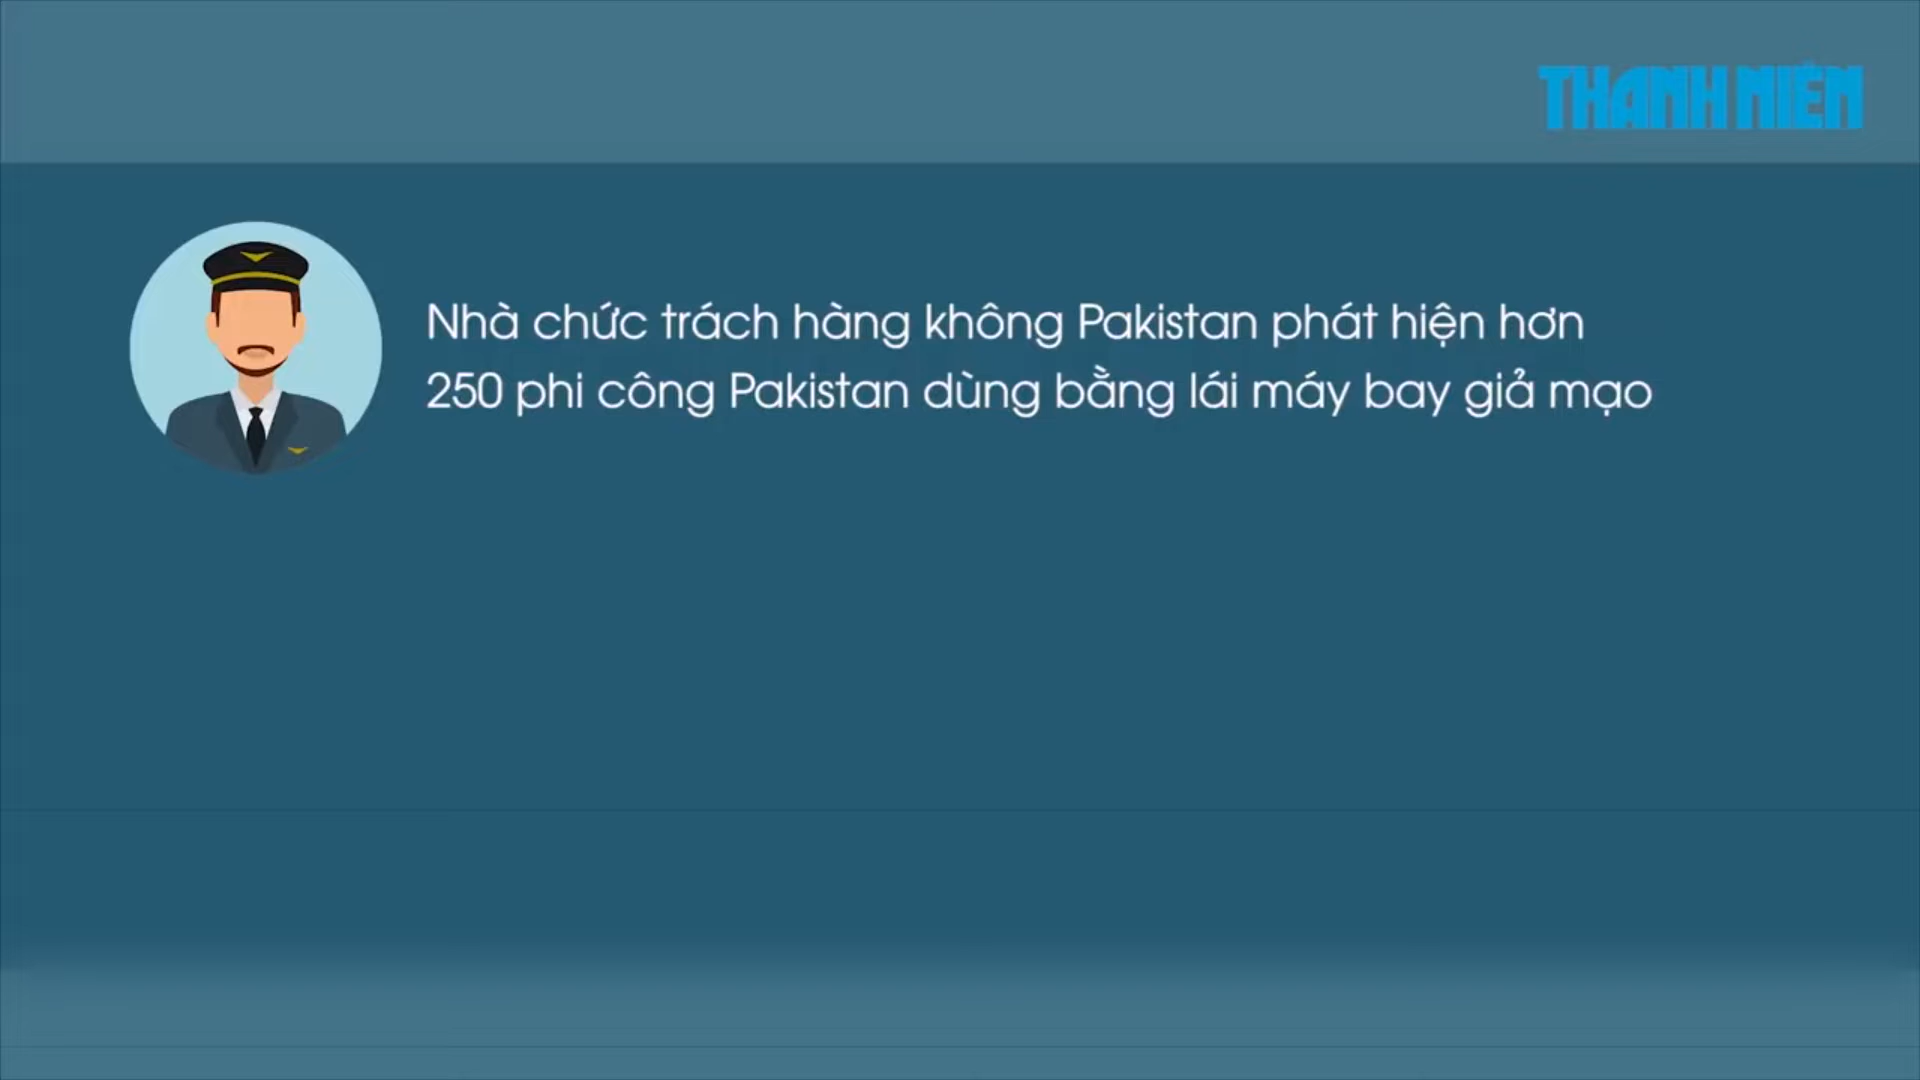 THANH NIÊN
Nhà chức trách hàng không Pakistan phát hiện hơn
250 phi công Pakistan dùng bằng lái máy bay giả mạo